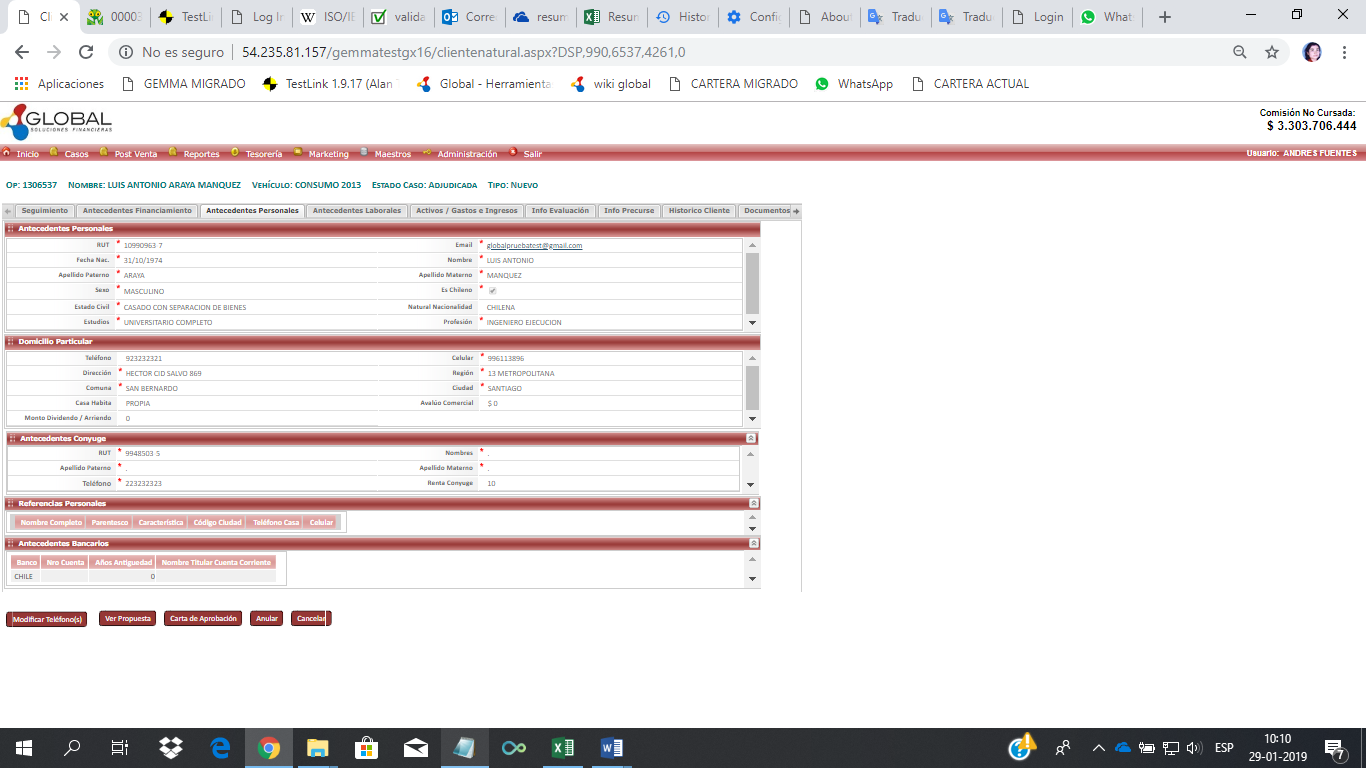 Cl
0000
TestLin
Log In
ISO/IE
valida
Corre
resum
Resun
Histor
Config
About
Tradu
Tradu
Login
What
No es seguro | 54.235.81.157/gemmatestgx16/clientenatural.aspx?DSP,990,6537,4261,0
Aplicaciones GEMMA MIGRADO TestLink 1.9.17 (Alan Global - Herramienta wiki global CARTERA MIGRADO WhatsApp CARTERA ACTUAL
GLOBAL
SOLUCIONES FINANCIERAS
Comisión No Cursada:
$ 3.303.706.444
Inicio Casos Post Venta Reportes Tesorería Marketing Maestros Administración Salir Usuario: ANDRES FUENTES
Op: 1306537 Nombre: LUIS ANTONIO ARAYA MANQUEZ Vehículo: CONSUMO 2013 Estado Caso: Adjudicada Tipo: Nuevo
Seguimiento Antecedentes Financiamiento Antecedentes Personales Antecedentes Laborales Activos / Gastos e Ingresos Info Evaluación Info Precurse Historico Cliente Documentos
Antecedentes Personales
RUT * 10990963-7 Email * globalpruebatest@gmail.com
Fecha Nac. * 31/10/1974 Nombre * LUIS ANTONIO
Apellido Paterno * ARAYA Apellido Materno * MANQUEZ
Sexo * MASCULINO Es Chileno *
Estado Civil * CASADO CON SEPARACION DE BIENES Natural Nacionalidad CHILENA
Estudios * UNIVERSITARIO COMPLETO Profesión * INGENIERO EJECUCION
Domicilio Particular
Teléfono 923232321 Celular * 996113896
Dirección * HECTOR CID SALVO 869 Región * 13 METROPOLITANA
Comuna * SAN BERNARDO Ciudad * SANTIAGO
Casa Habita PROPIA Avalúo Comercial $ 0
Monto Dividendo / Arriendo 0
Antecedentes Conyuge
RUT * 9948503-5 Nombres * .
Apellido Paterno * . Apellido Materno * .
Teléfono * 223232323 Renta Conyuge 10
Referencias Personales
Nombre Completo Parentesco Característica Código Ciudad Teléfono Casa Celular
Antecedentes Bancarios
Banco Nro Cuenta Años Antiguedad Nombre Titular Cuenta Corriente
CHILE 0
Modificar Teléfono(s) Ver Propuesta Carta de Aprobación Anular Cancelar
ESP
10:10
29-01-2019
7